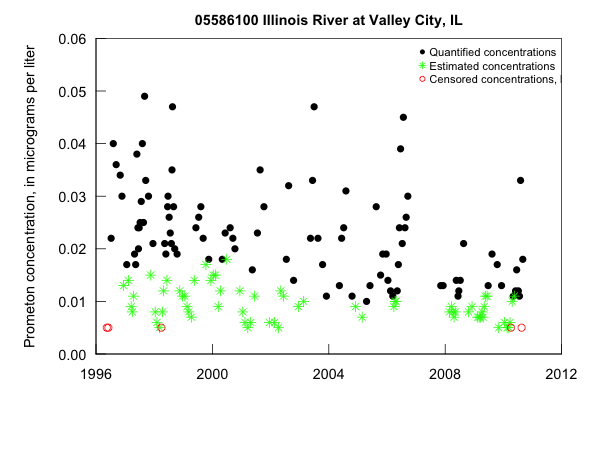 05586100 Illinois River at Valley City, IL
Prometon concentration, in micrograms per liter
0.06
0.05
0.04
0.03
0.02
0.01
0.00
Quantified concentrations
Estimated concentrations
Censored concentrations,
1996
2000
2004
2008
2012